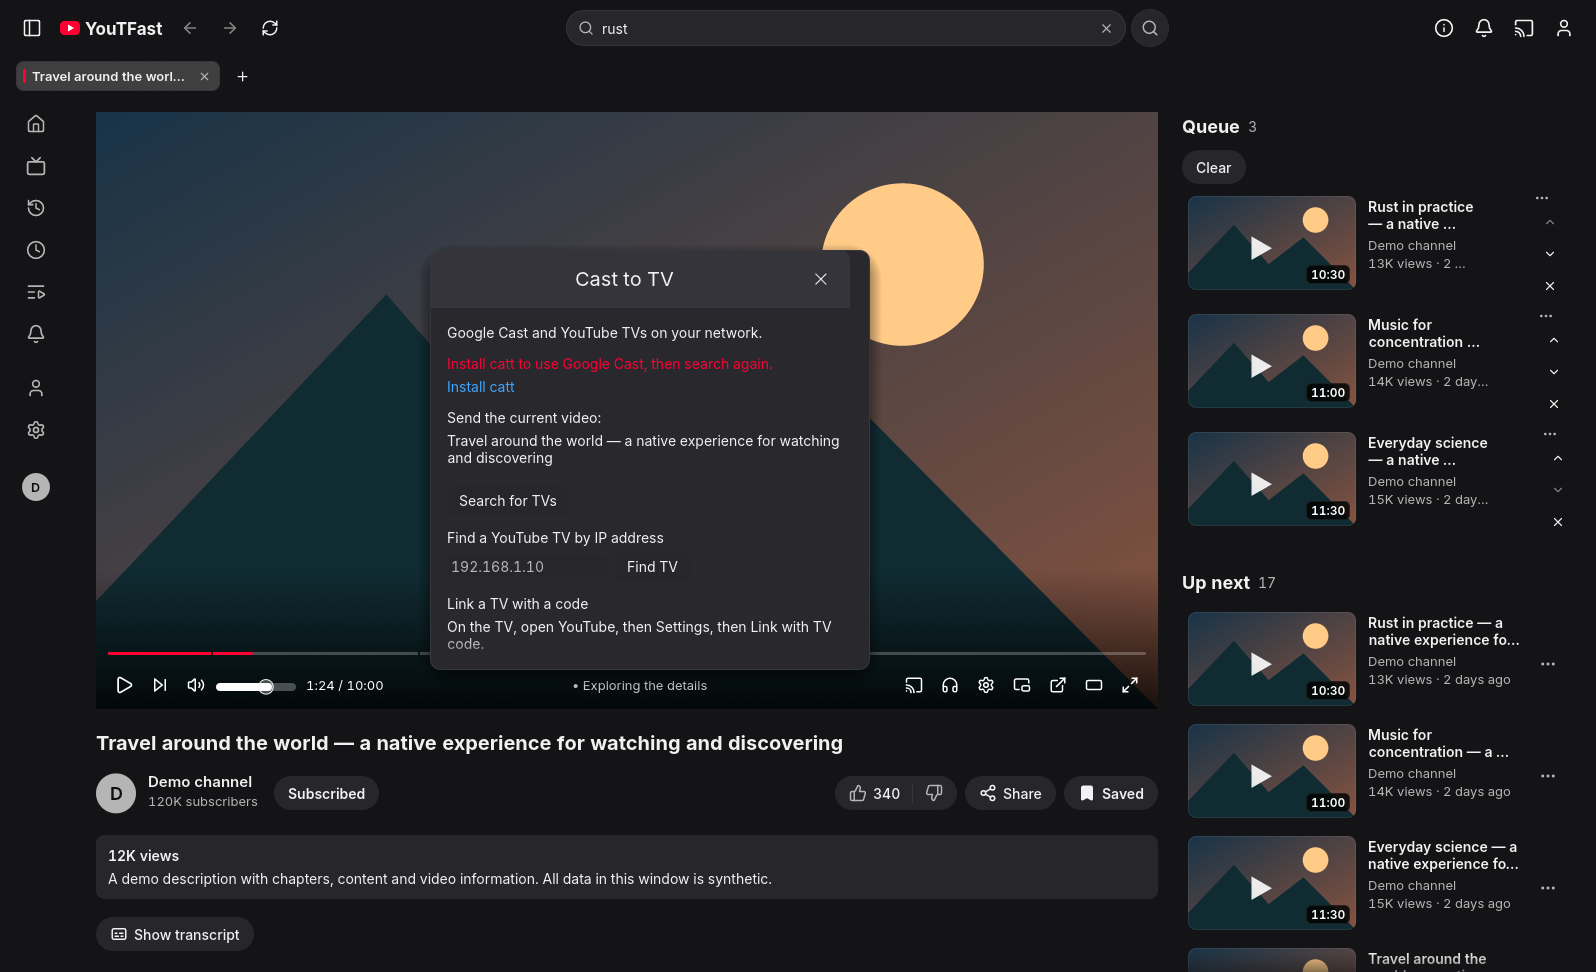 YouTFast
rust
Travel around the worl...
Queue 3
Clear
Rust in practice
— a native ...
Demo channel
13K views · 2 ...
10:30
Music for
concentration ...
Demo channel
14K views · 2 day...
11:00
Everyday science
— a native ...
Demo channel
15K views · 2 day...
11:30
Up next 17
Rust in practice — a
native experience fo...
Demo channel
13K views · 2 days ago
10:30
Music for
concentration — a ...
Demo channel
14K views · 2 days ago
11:00
Everyday science — a
native experience fo...
Demo channel
15K views · 2 days ago
11:30
Travel around the
Cast to TV
Google Cast and YouTube TVs on your network.
Install catt to use Google Cast, then search again.
Install catt
Send the current video:
Travel around the world — a native experience for watching
and discovering
Search for TVs
Find a YouTube TV by IP address
192.168.1.10 Find TV
Link a TV with a code
On the TV, open YouTube, then Settings, then Link with TV
code.
1:24 / 10:00
• Exploring the details
Travel around the world — a native experience for watching and discovering
D
Demo channel
120K subscribers
Subscribed
340
Share
Saved
12K views
A demo description with chapters, content and video information. All data in this window is synthetic.
Show transcript
D